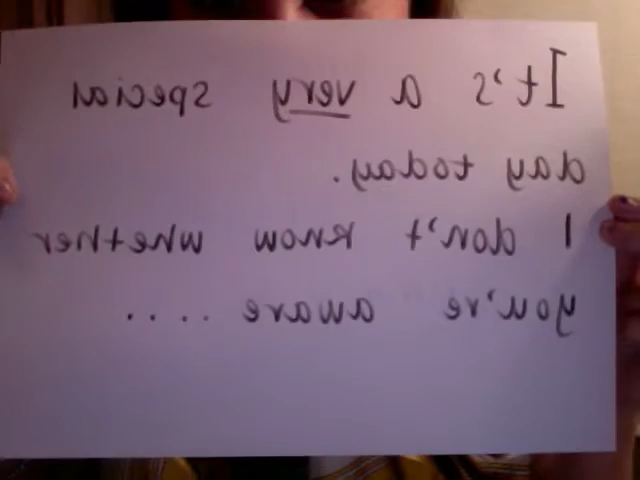 It's a very special
day today.
I don't know whether
you're aware ....